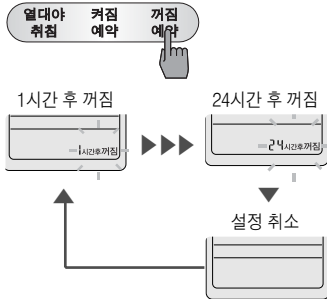 열대야 켜짐 꺼짐
취침 예약 예약
1시간 후 꺼짐 24시간 후 꺼짐
1시간후꺼짐 24시간후꺼짐
설정 취소